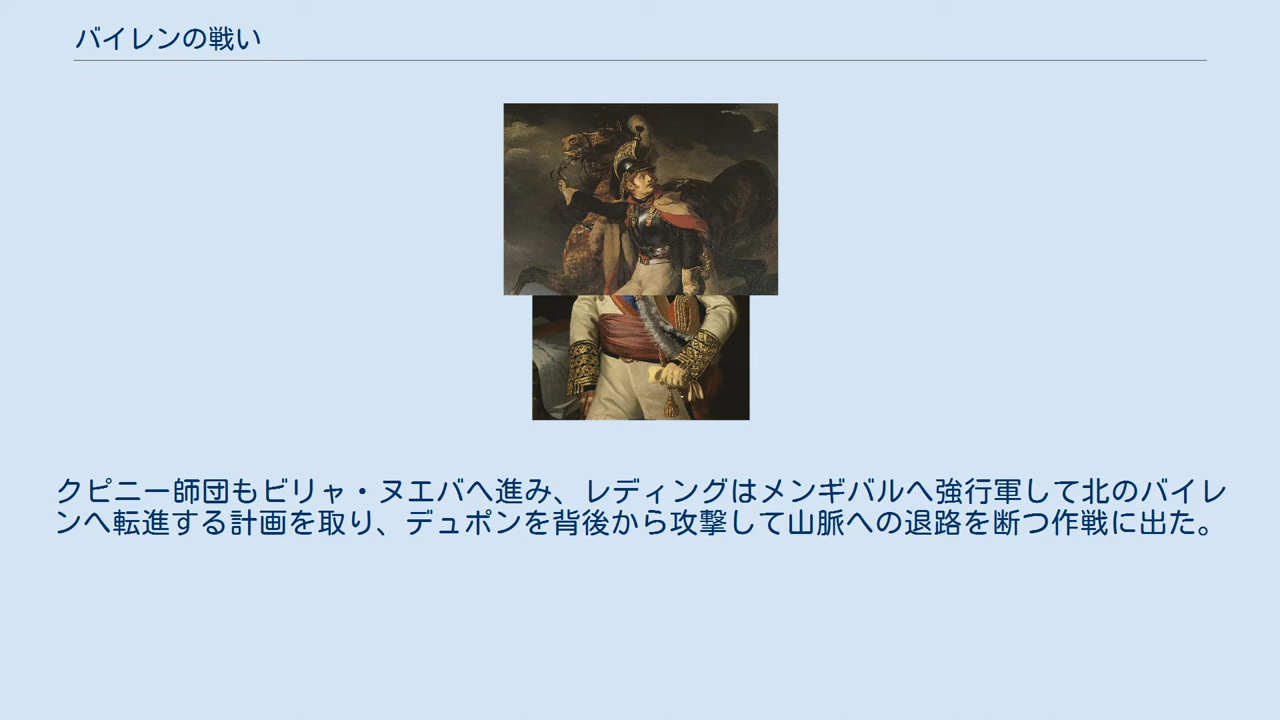 バイレンの戦い
クピニー師団もビリャ・ヌエバへ進み、レディングはメンギバルへ強行軍して北のバイレ
ンへ転進する計画を取り、デュポンを背後から攻撃して山脈への退路を断つ作戦に出た。